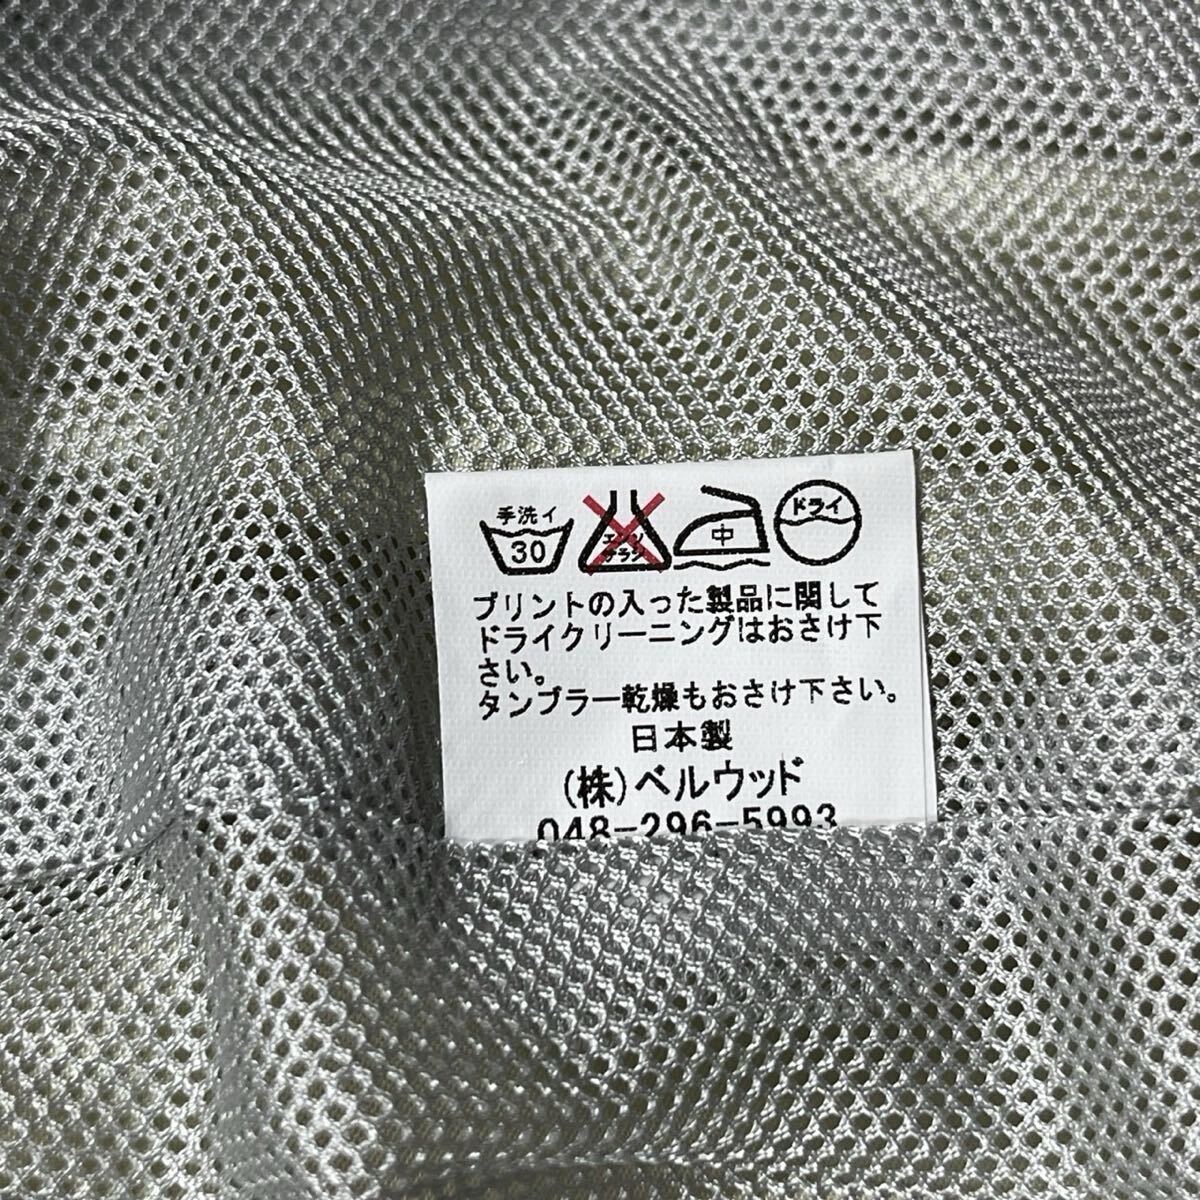 手洗イ
30
エンソ
サラシ
中
ドライ
プリントの入った製品に関して
ドライクリーニングはおさけ下
さい。
タンブラー乾燥もおさけ下さい。
日本製
(株)ベルウッド
048-296-5993